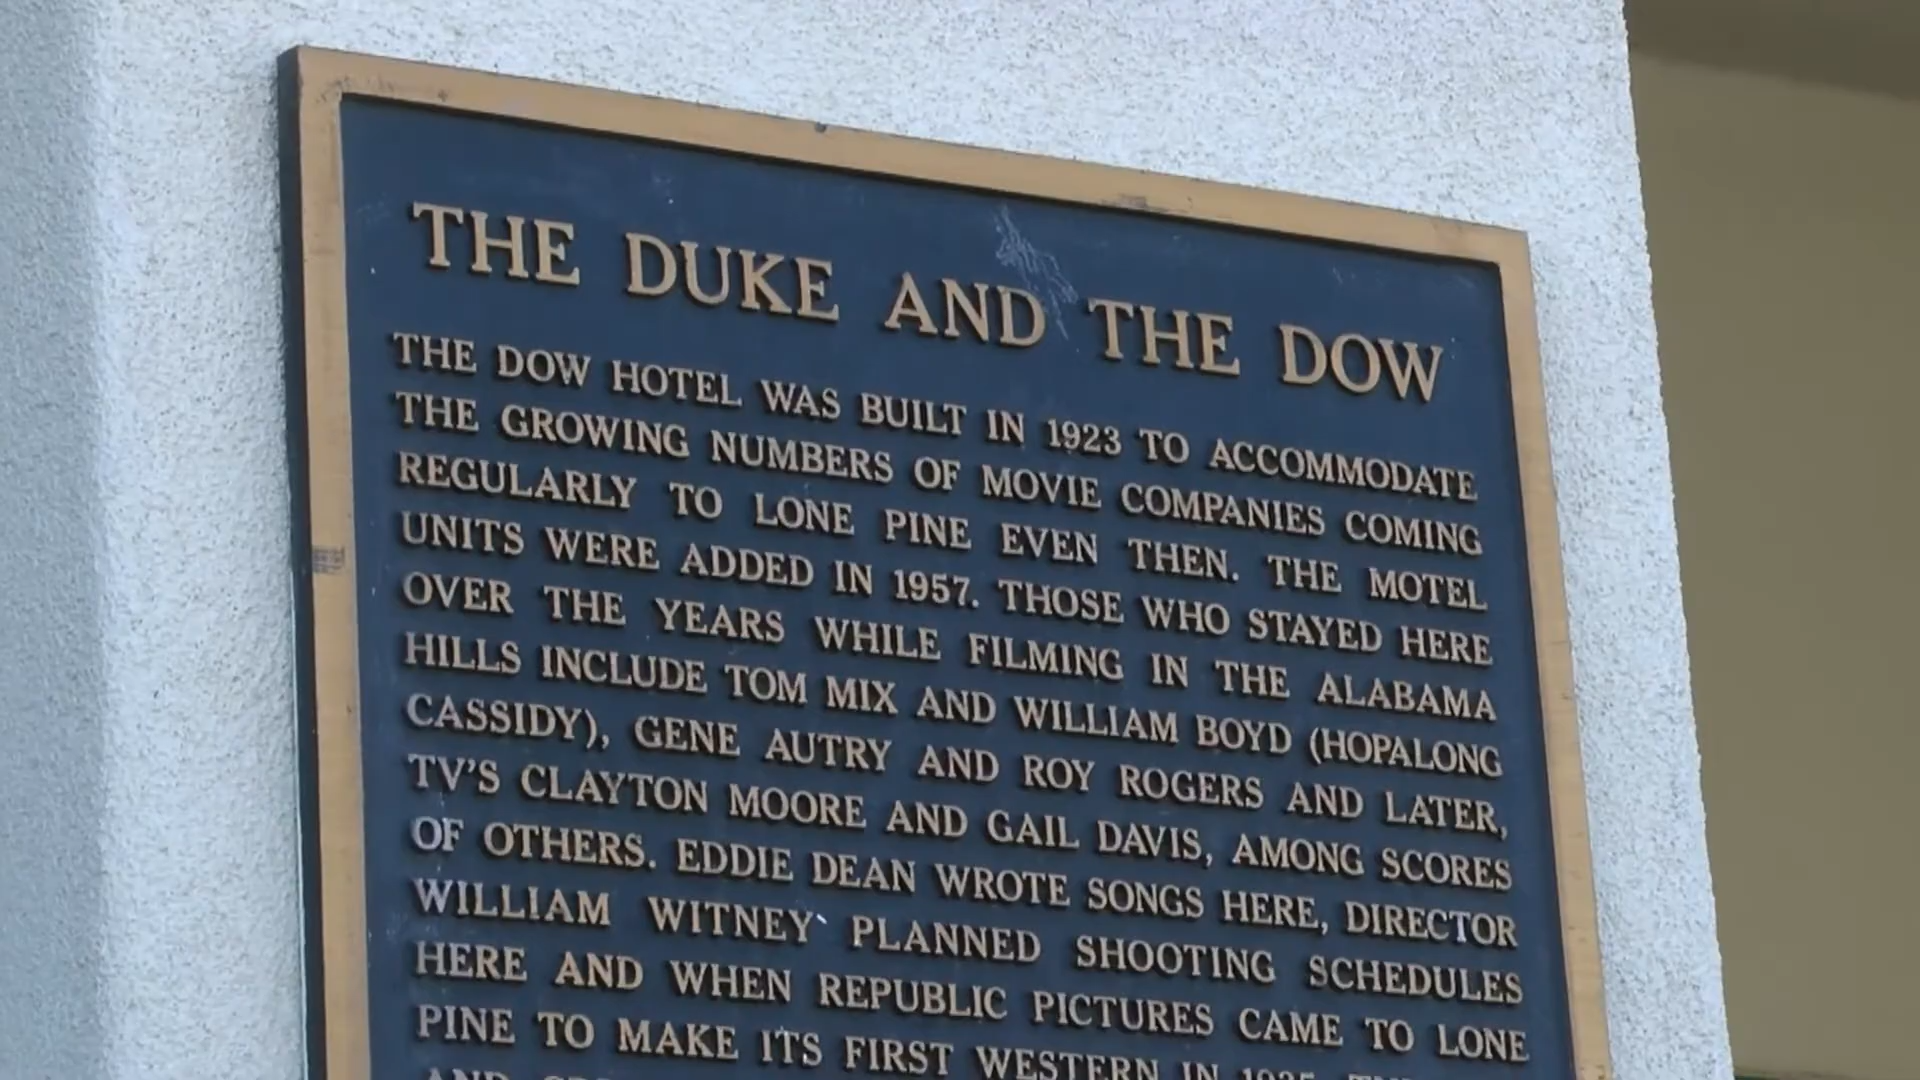 THE DUKE AND THE DOW
THE DOW HOTEL WAS BUILT IN 1923 TO ACCOMMODATE
THE GROWING NUMBERS OF MOVIE COMPANIES COMING
REGULARLY TO LONE PINE EVEN THEN. THE MOTEL
UNITS WERE ADDED IN 1957. THOSE WHO STAYED HERE
OVER THE YEARS WHILE FILMING IN THE ALABAMA
HILLS INCLUDE TOM MIX AND WILLIAM BOYD (HOPALONG
CASSIDY), GENE AUTRY AND ROY ROGERS AND LATER,
TV'S CLAYTON MOORE AND GAIL DAVIS, AMONG SCORES
OF OTHERS. EDDIE DEAN WROTE SONGS HERE, DIRECTOR
WILLIAM WITNEY PLANNED SHOOTING SCHEDULES
HERE AND WHEN REPUBLIC PICTURES CAME TO LONE
PINE TO MAKE ITS FIRST WESTERN IN
AND